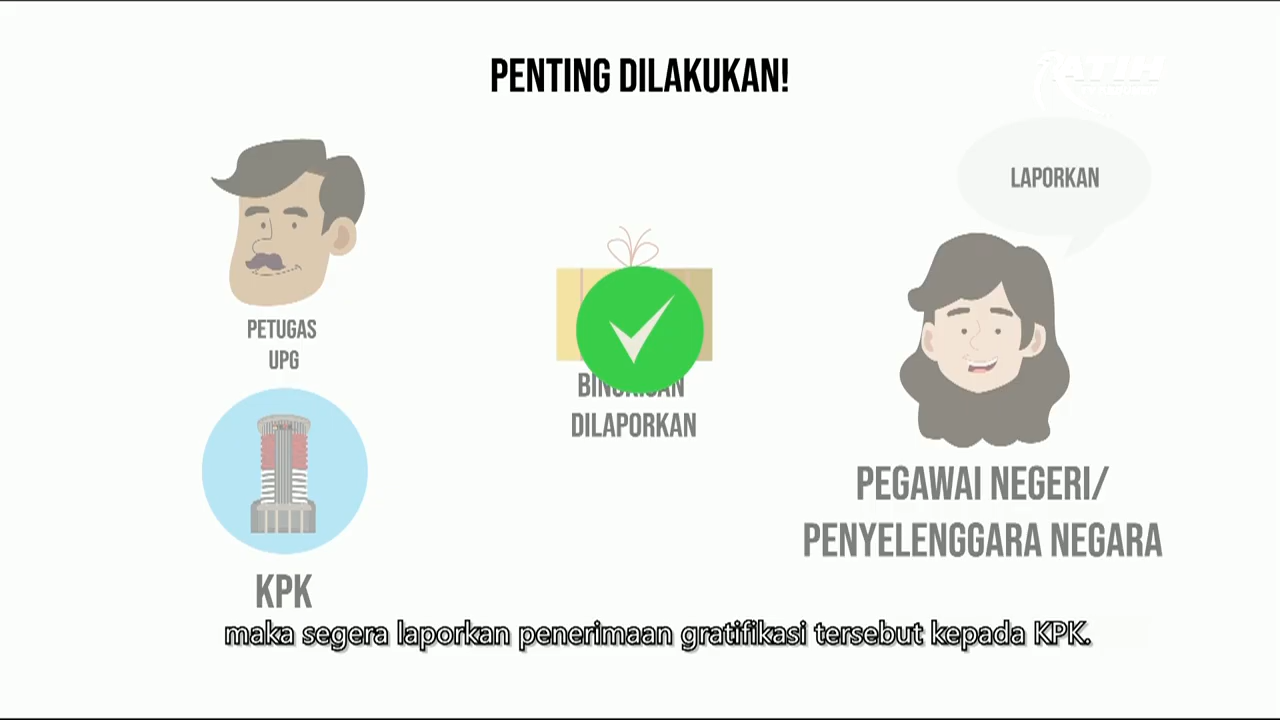 PENTING DILAKUKAN!
LAPORKAN
PETUGAS
UPG
DILAPORKAN
PEGAWAI NEGERI/
PENYELENGGARA NEGARA
KPK
maka segera laporkan penerimaan gratifikasi tersebut kepada KPK.